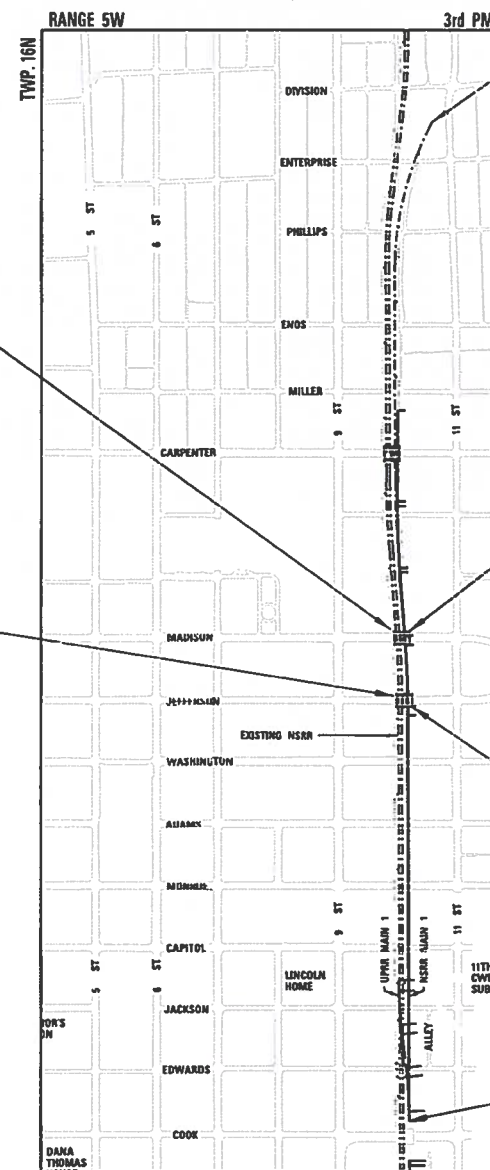 RANGE 5W
3rd PM
TWP. 16N
DIVISION
ENTERPRISE
5 ST
6 ST
PHILLIPS
ENOS
MILLER
9 ST
11 ST
CARPENTER
MADISON
JEFFERSON
EXISTING NSRR
WASHINGTON
ADAMS
MONROE
9 ST
11 ST
CAPITOL
UPRR MAIN 1
NSRR MAIN 1
5 ST
6 ST
LINCOLN
HOME
11TH
CWL
SUB
JACKSON
ALLEY
EDWARDS
COOK
DANA
THOMAS